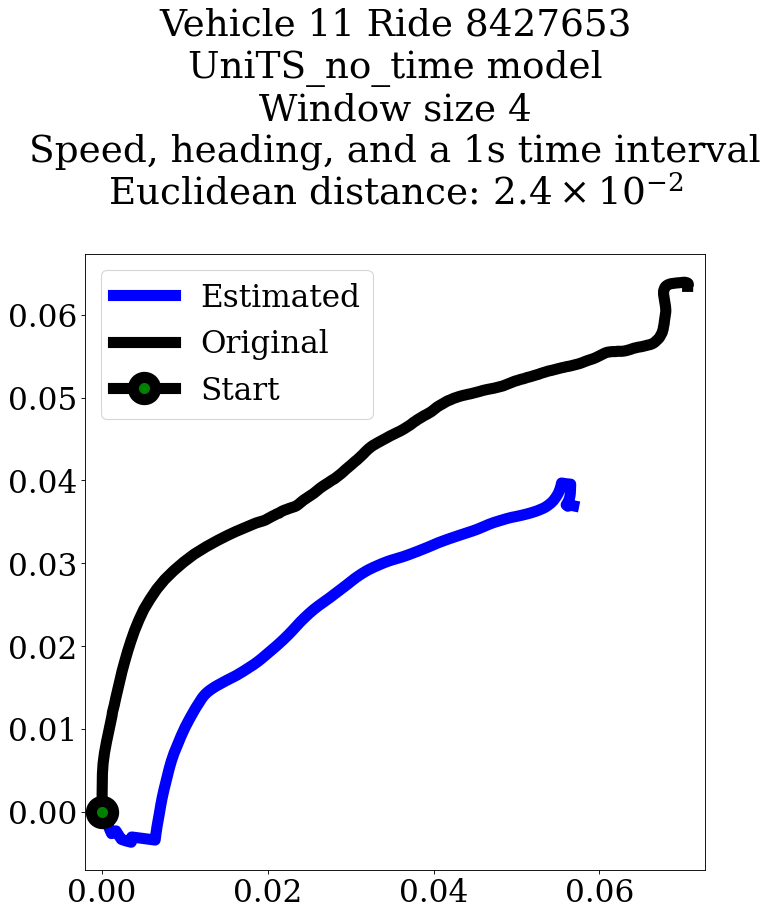 Vehicle 11 Ride 8427653
UniTS_no_time model
Window size 4
Speed, heading, and a 1s time interval
Euclidean distance: 2.4 × 10⁻²
Estimated
Original
Start
0.06
0.05
0.04
0.03
0.02
0.01
0.00
0.00 0.02 0.04 0.06